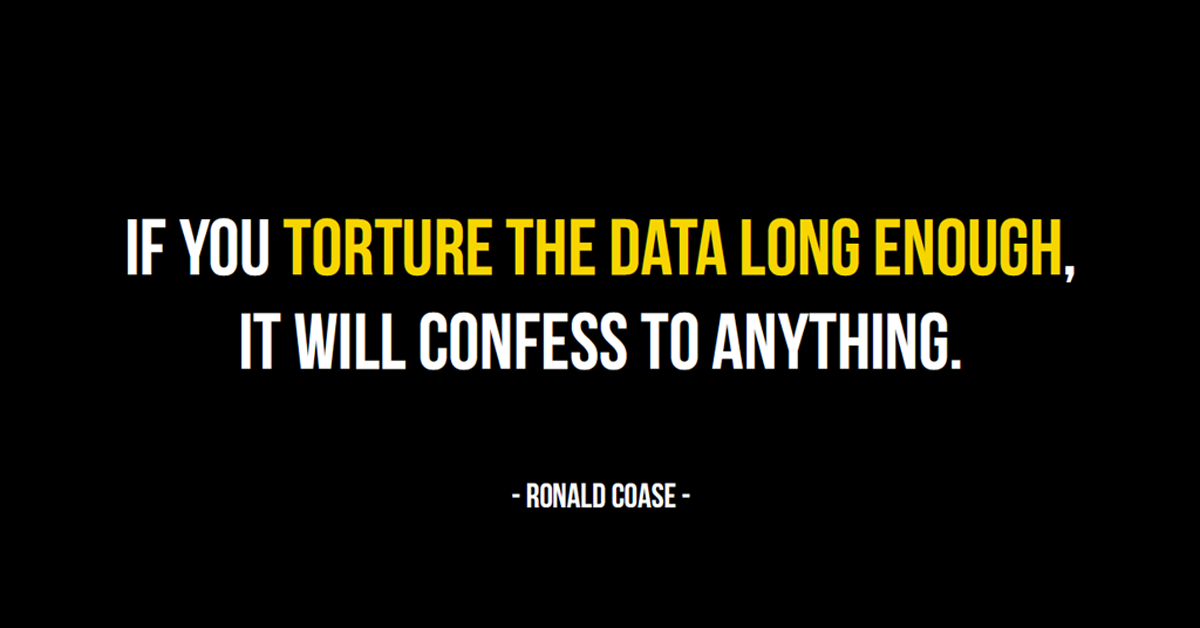 IF YOU TORTURE THE DATA LONG ENOUGH,
IT WILL CONFESS TO ANYTHING.
- RONALD COASE -